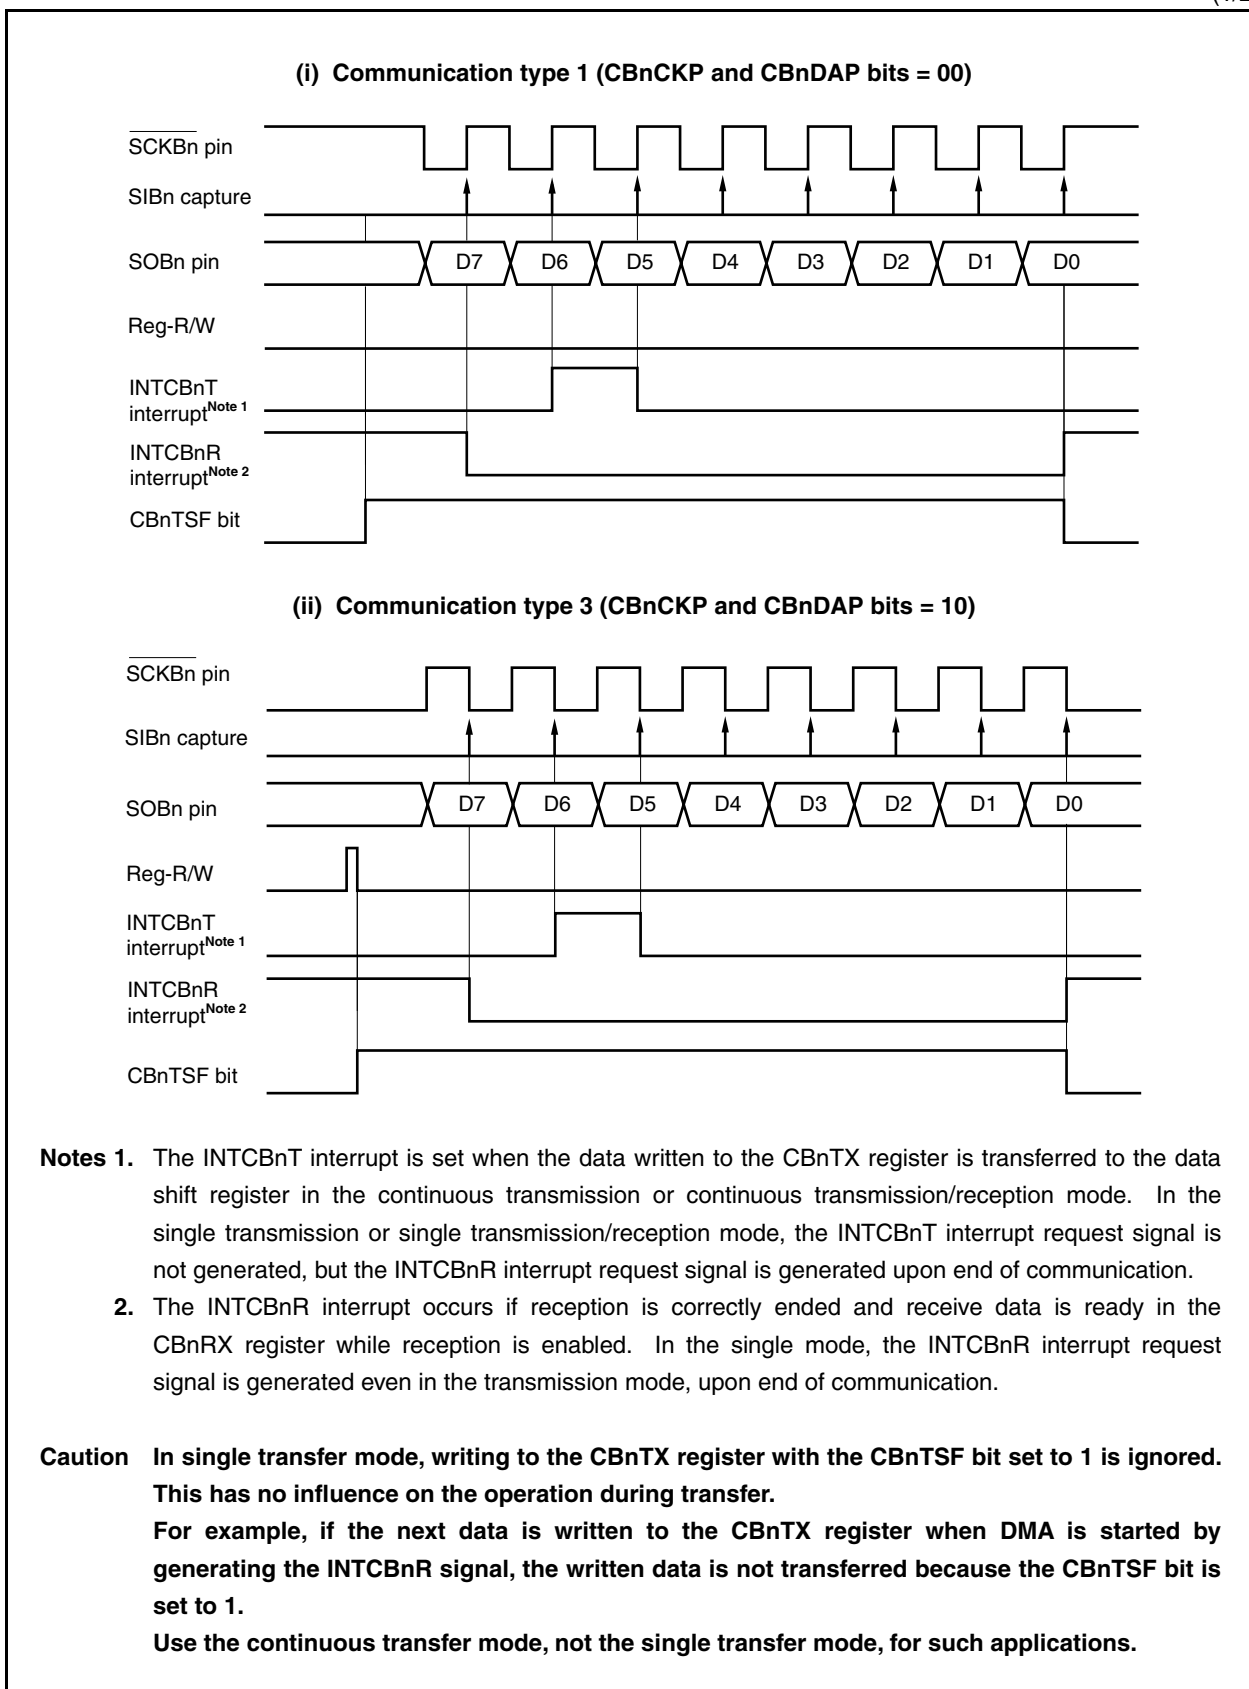 (i) Communication type 1 (CBnCKP and CBnDAP bits = 00)
SCKBn pin
SIBn capture
SOBn pin D7 D6 D5 D4 D3 D2 D1 D0
Reg-R/W
INTCBnT
interruptNote 1
INTCBnR
interruptNote 2
CBnTSF bit
(ii) Communication type 3 (CBnCKP and CBnDAP bits = 10)
SCKBn pin
SIBn capture
SOBn pin D7 D6 D5 D4 D3 D2 D1 D0
Reg-R/W
INTCBnT
interruptNote 1
INTCBnR
interruptNote 2
CBnTSF bit
Notes 1. The INTCBnT interrupt is set when the data written to the CBnTX register is transferred to the data
shift register in the continuous transmission or continuous transmission/reception mode. In the
single transmission or single transmission/reception mode, the INTCBnT interrupt request signal is
not generated, but the INTCBnR interrupt request signal is generated upon end of communication.
2. The INTCBnR interrupt occurs if reception is correctly ended and receive data is ready in the
CBnRX register while reception is enabled. In the single mode, the INTCBnR interrupt request
signal is generated even in the transmission mode, upon end of communication.
Caution In single transfer mode, writing to the CBnTX register with the CBnTSF bit set to 1 is ignored.
This has no influence on the operation during transfer.
For example, if the next data is written to the CBnTX register when DMA is started by
generating the INTCBnR signal, the written data is not transferred because the CBnTSF bit is
set to 1.
Use the continuous transfer mode, not the single transfer mode, for such applications.